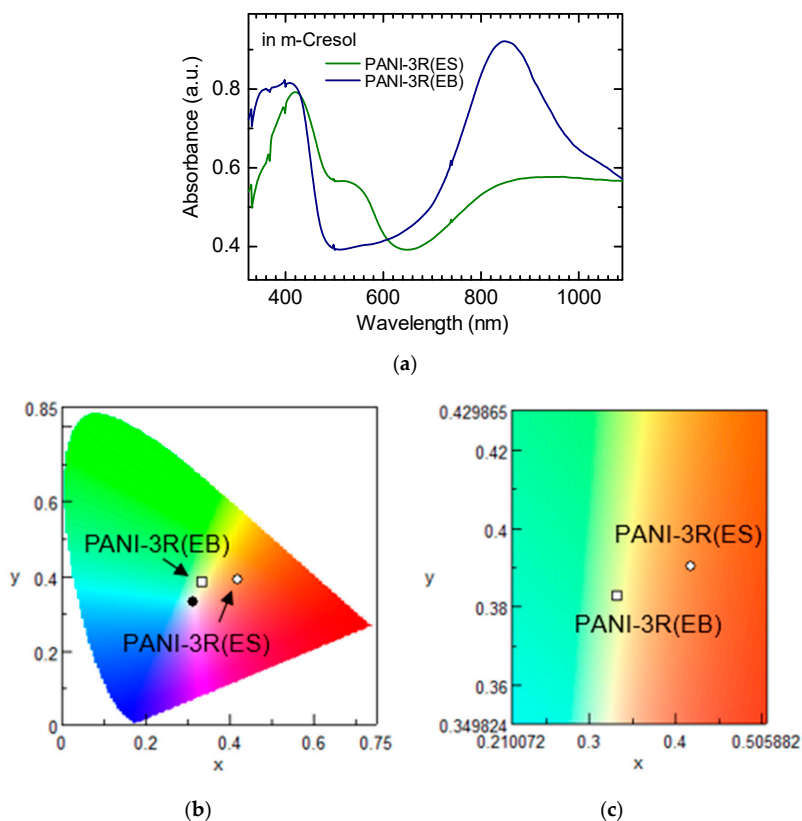 in m-Cresol
PANI-3R(ES)
PANI-3R(EB)
Absorbance (a.u.)
0.8
0.6
0.4
400 600 800 1000
Wavelength (nm)
(a)
0.85
0.6
y
0.4
0.2
0
PANI-3R(EB)
PANI-3R(ES)
0 0.2 0.4 0.75
x
(b)
0.429865
0.42
0.4
y
0.38
0.36
0.349824
PANI-3R(ES)
PANI-3R(EB)
0.210072 0.3 0.4 0.505882
x
(c)